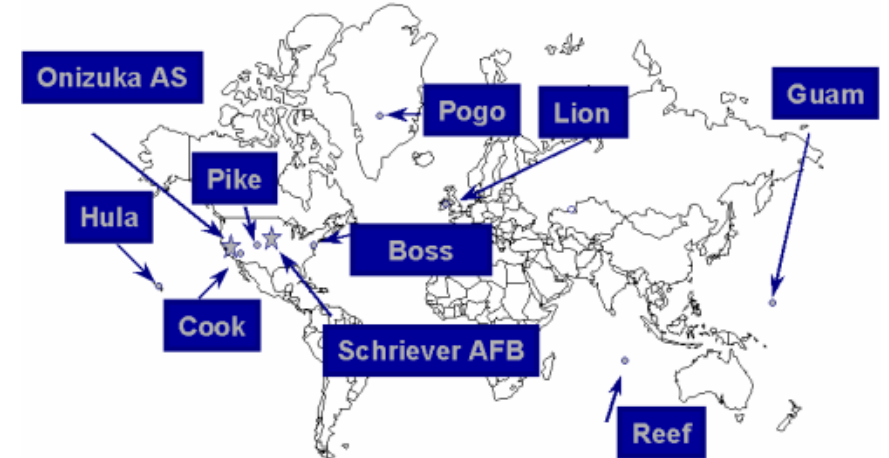 Onizuka AS
Pogo
Lion
Guam
Pike
Hula
Boss
Cook
Schriever AFB
Reef